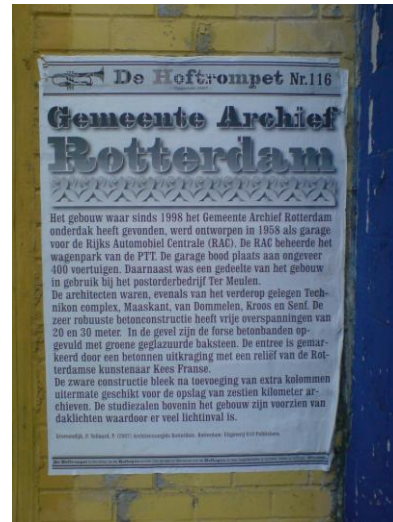 De Hoftrompet Nr.116
Gemeente Archief
Rotterdam
Het gebouw waar sinds 1998 het Gemeente Archief Rotterdam
onderdak heeft gevonden, werd ontworpen in 1958 als garage
voor de Rijks Automobiel Centrale (RAC). De RAC beheerde het
wagenpark van de PTT. De garage bood plaats aan ongeveer
400 voertuigen. Daarnaast was een gedeelte van het gebouw
in gebruik bij het postorderbedrijf Ter Meulen.
De architecten waren, evenals van het verderop gelegen Tech-
nikon complex, Maaskant, van Dommelen, Kroos en Senf. De
zeer robuuste betonconstructie heeft vrije overspanningen van
20 en 30 meter. In de gevel zijn de forse betonbanden op-
gevuld met groene geglazuurde baksteen. De entree is gemar-
keerd door een betonnen uitkraging met een reliëf van de Rot-
terdamse kunstenaar Kees Franse.
De zware constructie bleek na toevoeging van extra kolommen
uitermate geschikt voor de opslag van zestien kilometer ar-
chieven. De studiezalen bovenin het gebouw zijn voorzien van
daklichten waardoor er veel lichtinval is.